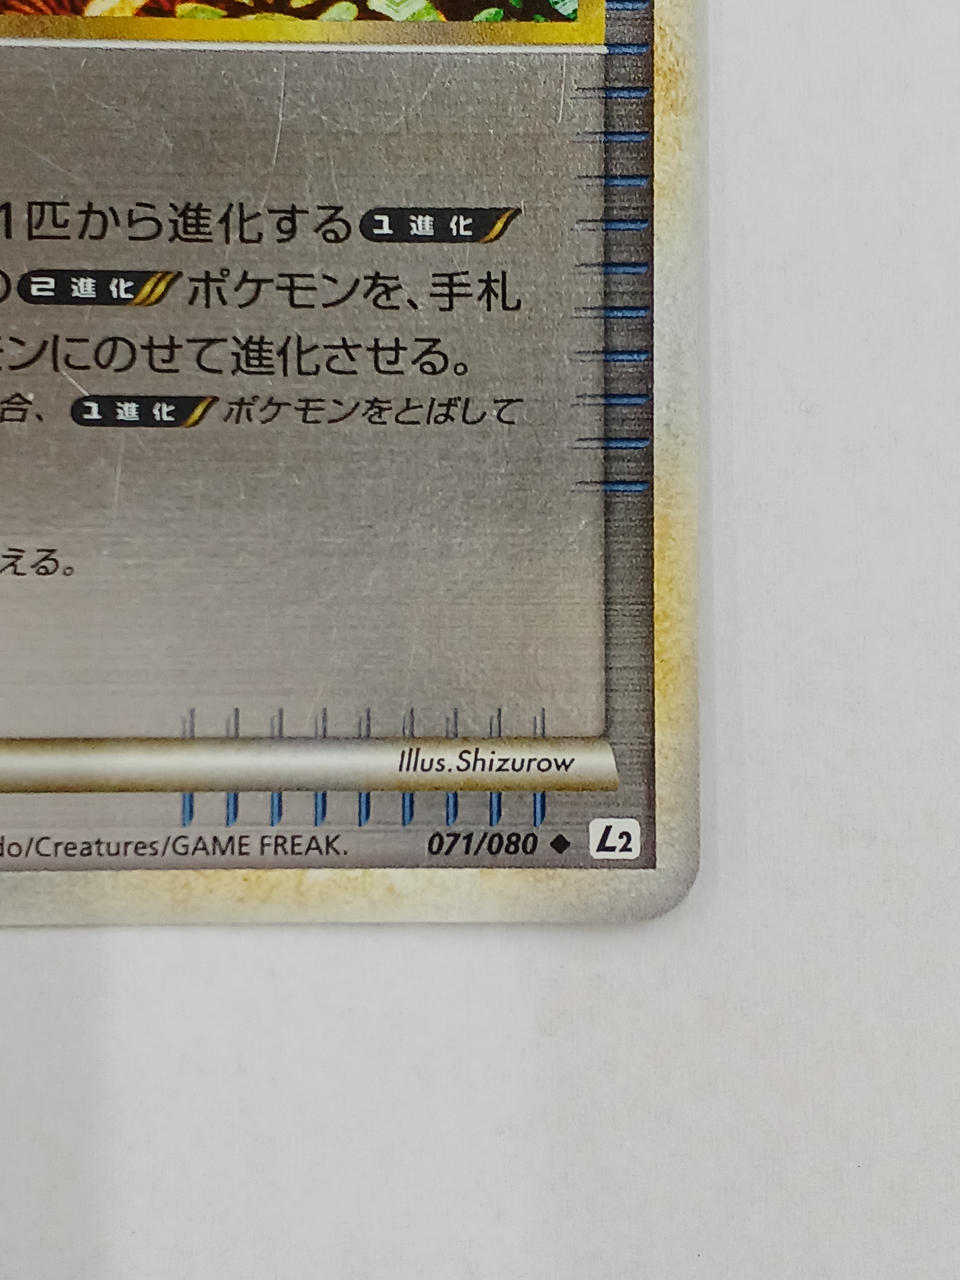 1匹から進化する 1 進 化
の 2 進 化 ポケモンを、手札
モンにのせて進化させる。
合、 1 進 化 ポケモンをとばして
える。
Illus.Shizurow
do/Creatures/GAME FREAK. 071/080 ◆ L2